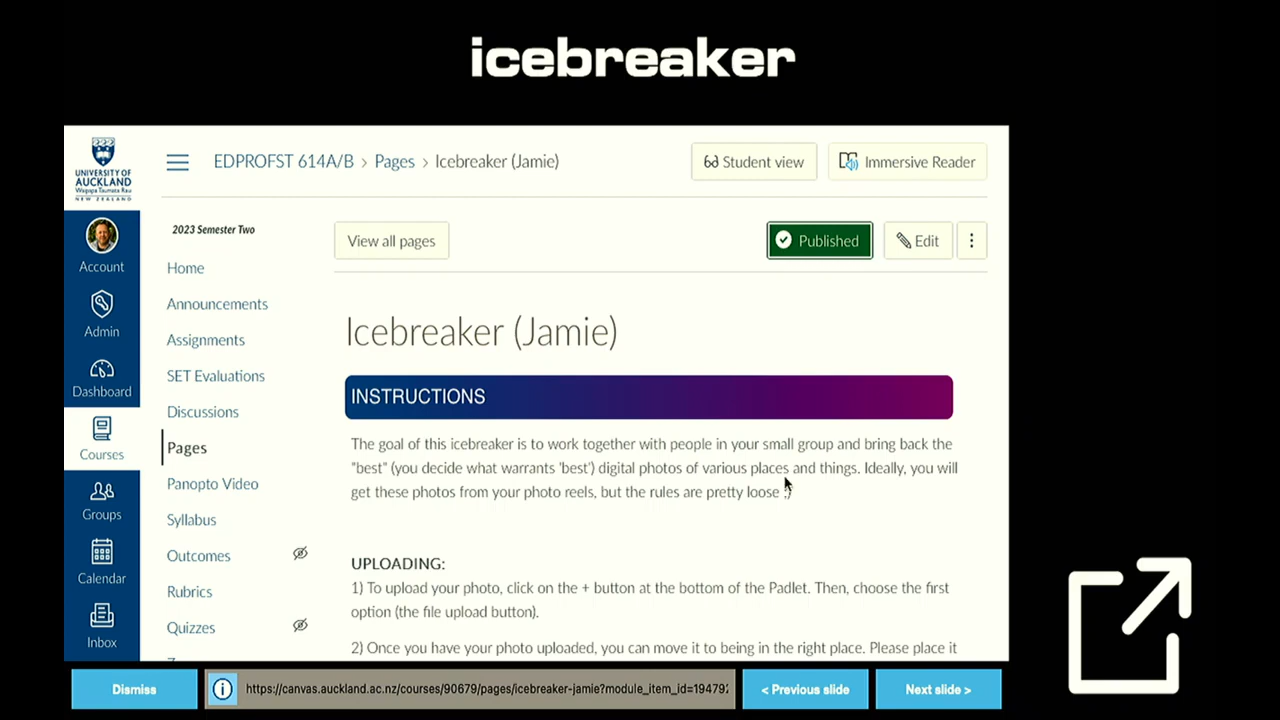 icebreaker
UNIVERSITY OF
AUCKLAND
Waipapa Taumata Rau
NEW ZEALAND
EDPROFST 614A/B > Pages > Icebreaker (Jamie)
Student view
Immersive Reader
2023 Semester Two
View all pages
Published
Edit
Account
Admin
Dashboard
Courses
Groups
Calendar
Inbox
Home
Announcements
Assignments
SET Evaluations
Discussions
Pages
Panopto Video
Syllabus
Outcomes
Rubrics
Quizzes
Icebreaker (Jamie)
INSTRUCTIONS
The goal of this icebreaker is to work together with people in your small group and bring back the
"best" (you decide what warrants 'best') digital photos of various places and things. Ideally, you will
get these photos from your photo reels, but the rules are pretty loose :)
UPLOADING:
1) To upload your photo, click on the + button at the bottom of the Padlet. Then, choose the first
option (the file upload button).
2) Once you have your photo uploaded, you can move it to being in the right place. Please place it
Dismiss
https://canvas.auckland.ac.nz/courses/90679/pages/icebreaker-jamie?module_item_id=19479
< Previous slide
Next slide >